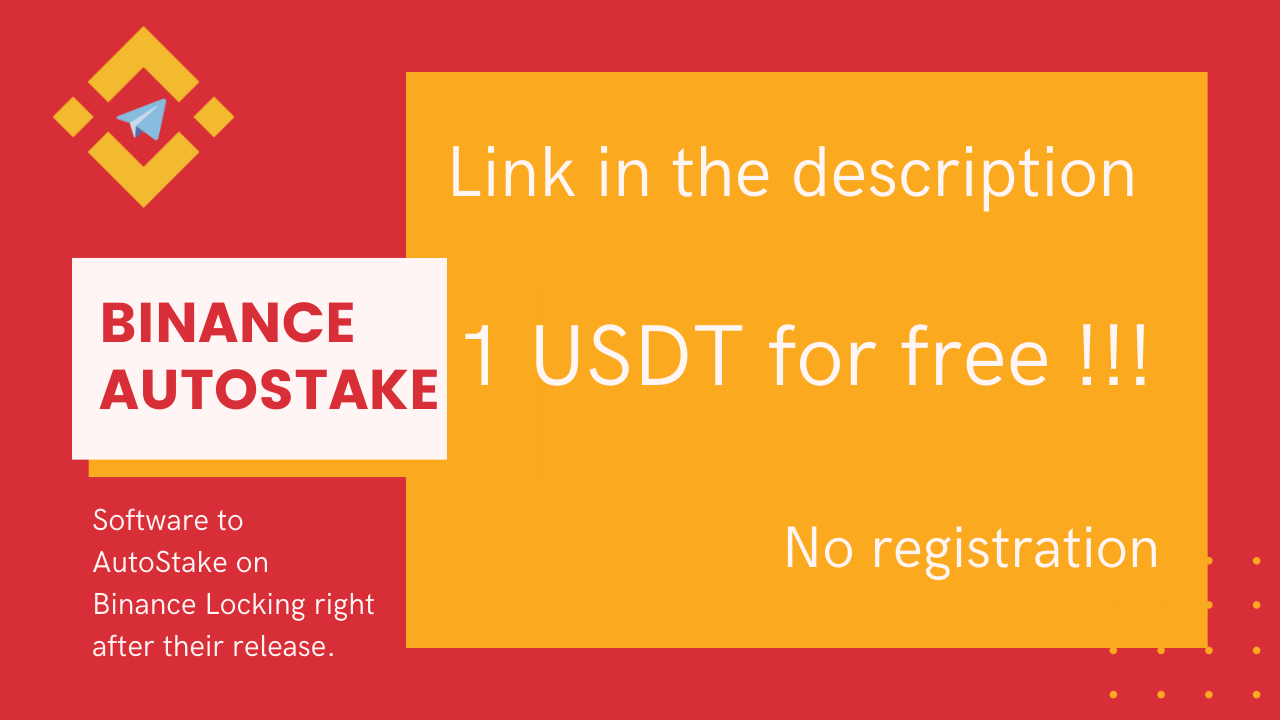 BINANCE
AUTOSTAKE
Software to
AutoStake on
Binance Locking right
after their release.
Link in the description
1 USDT for free !!!
No registration